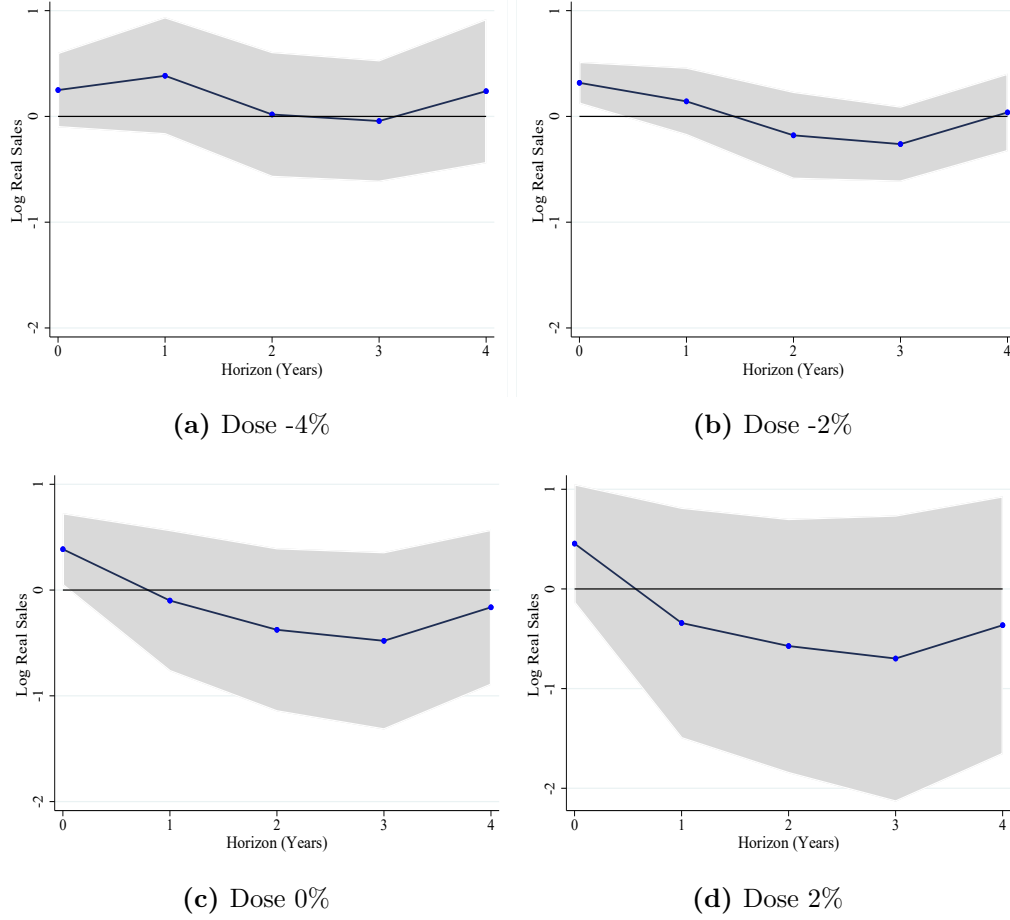 1
0
-1
-2
Log Real Sales
0 1 2 3 4
Horizon (Years)
(a) Dose -4%
1
0
-1
-2
Log Real Sales
0 1 2 3 4
Horizon (Years)
(b) Dose -2%
1
0
-1
-2
Log Real Sales
0 1 2 3 4
Horizon (Years)
(c) Dose 0%
1
0
-1
-2
Log Real Sales
0 1 2 3 4
Horizon (Years)
(d) Dose 2%